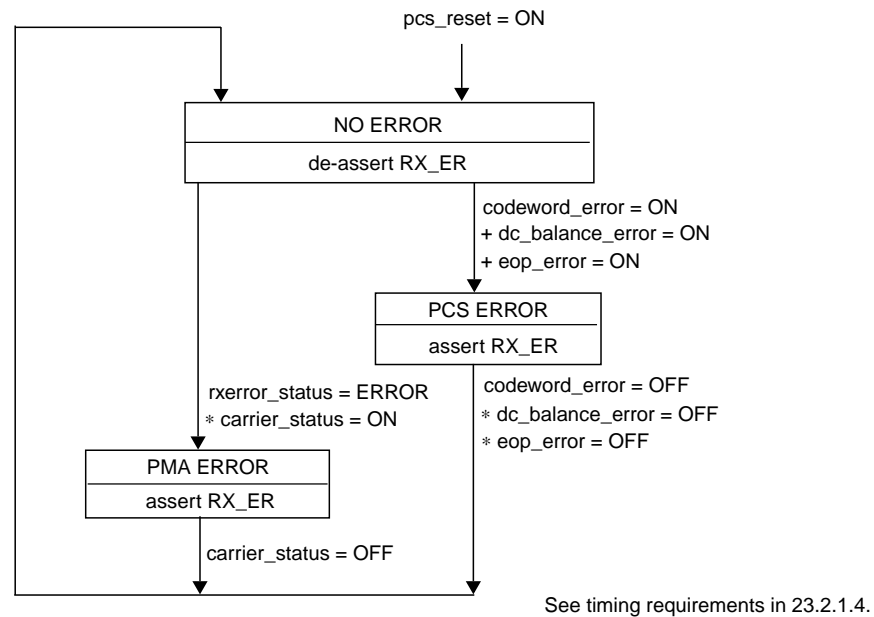 pcs_reset = ON
NO ERROR
de-assert RX_ER
codeword_error = ON
+ dc_balance_error = ON
+ eop_error = ON
PCS ERROR
assert RX_ER
rxerror_status = ERROR
∗ carrier_status = ON
codeword_error = OFF
∗ dc_balance_error = OFF
∗ eop_error = OFF
PMA ERROR
assert RX_ER
carrier_status = OFF
See timing requirements in 23.2.1.4.